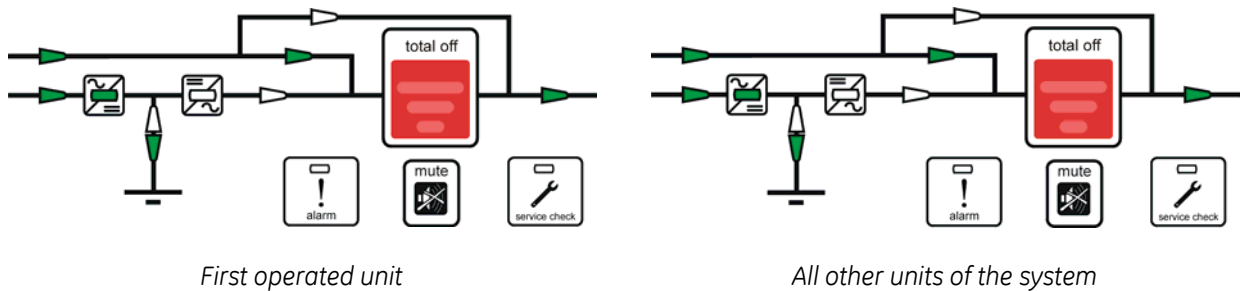 total off
total off
alarm
mute
service check
alarm
mute
service check
First operated unit
All other units of the system